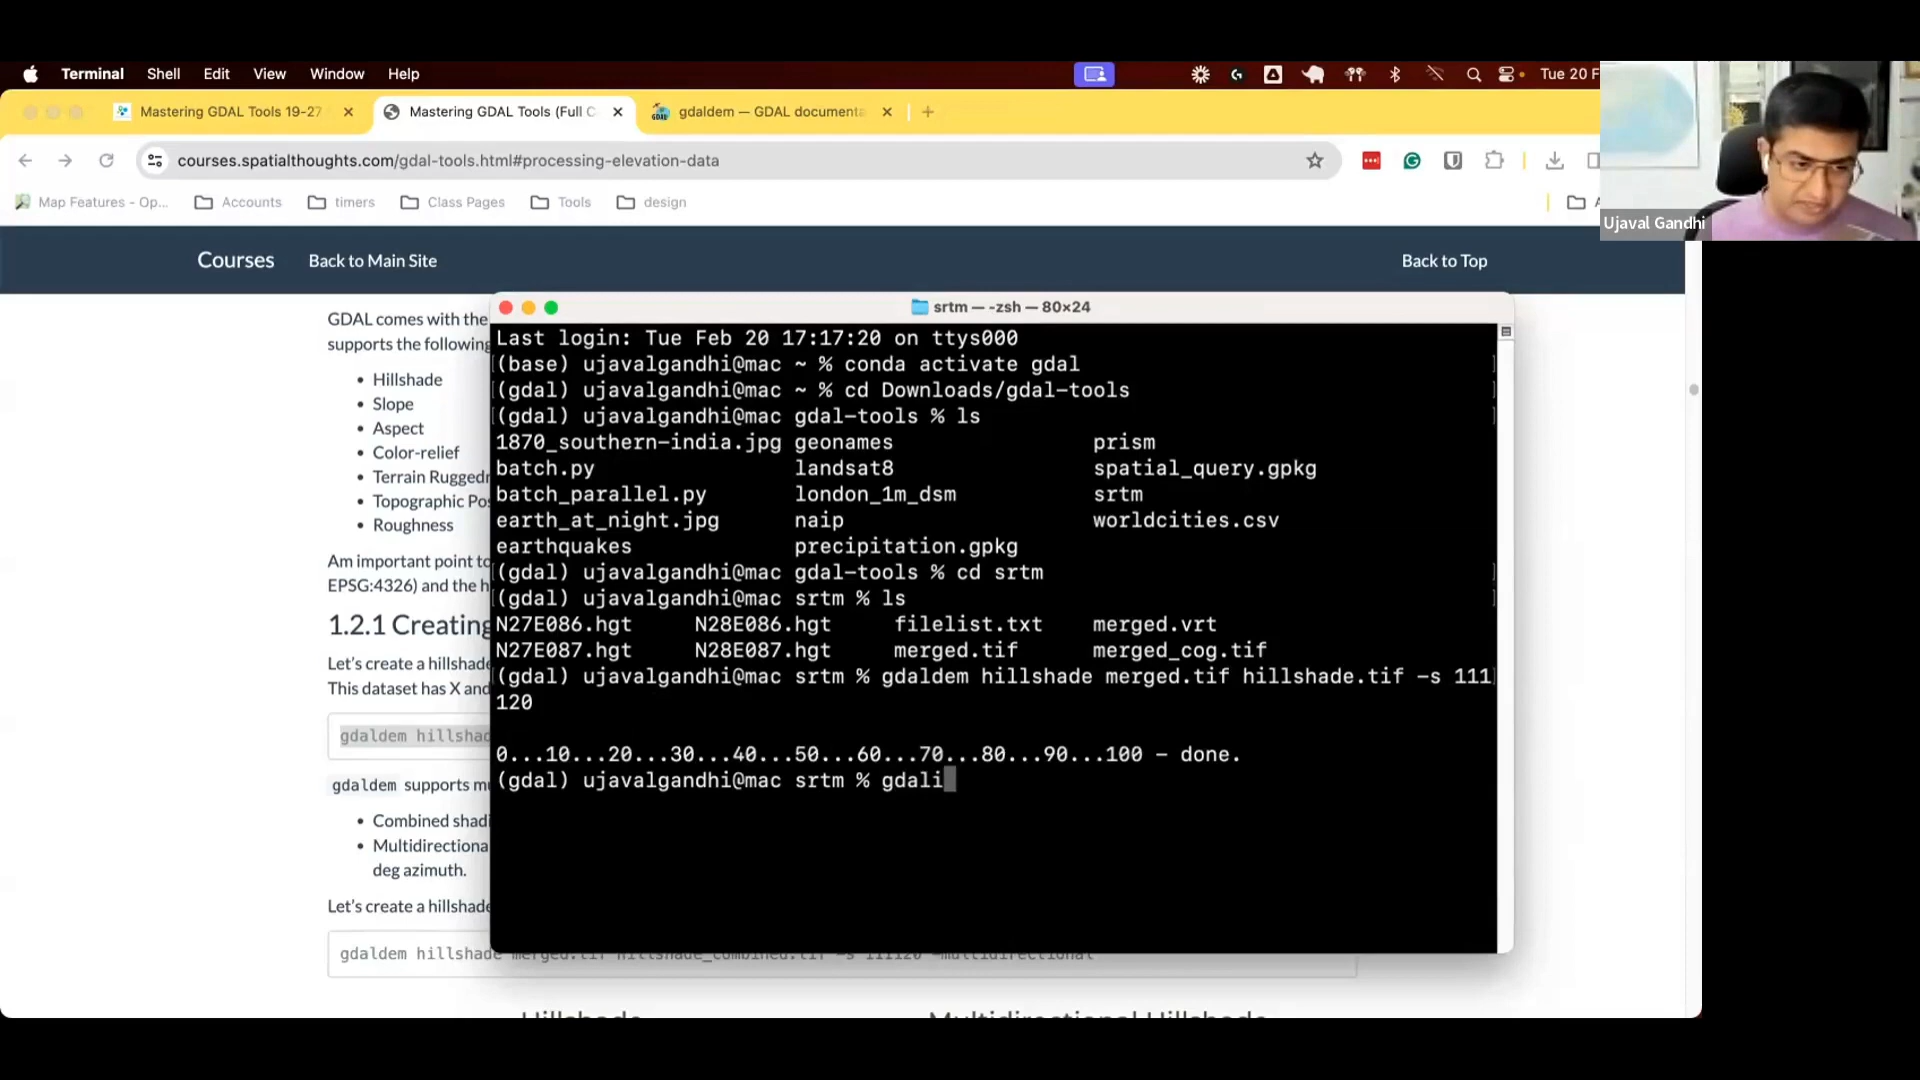 Terminal Shell Edit View Window Help Tue 20 F
Mastering GDAL Tools 19-27 Mastering GDAL Tools (Full C gdaldem — GDAL documenta
courses.spatialthoughts.com/gdal-tools.html#processing-elevation-data
Map Features - Op... Accounts timers Class Pages Tools design
Ujaval Gandhi
Courses Back to Main Site Back to Top
GDAL comes with the
supports the following
• Hillshade
• Slope
• Aspect
• Color-relief
• Terrain Ruggedn
• Topographic Pos
• Roughness
Am important point to
EPSG:4326) and the h
1.2.1 Creating
Let's create a hillshade
This dataset has X and
gdaldem hillshad
gdaldem supports mu
• Combined shadi
• Multidirectiona
deg azimuth.
Let's create a hillshade
gdaldem hillshade merged.tif hillshade_combined.tif -s 111120 -multidirectional
Hillshade Multidirectional Hillshade
srtm — -zsh — 80×24
Last login: Tue Feb 20 17:17:20 on ttys000
(base) ujavalgandhi@mac ~ % conda activate gdal
(gdal) ujavalgandhi@mac ~ % cd Downloads/gdal-tools
(gdal) ujavalgandhi@mac gdal-tools % ls
1870_southern-india.jpg geonames prism
batch.py landsat8 spatial_query.gpkg
batch_parallel.py london_1m_dsm srtm
earth_at_night.jpg naip worldcities.csv
earthquakes precipitation.gpkg
(gdal) ujavalgandhi@mac gdal-tools % cd srtm
(gdal) ujavalgandhi@mac srtm % ls
N27E086.hgt N28E086.hgt filelist.txt merged.vrt
N27E087.hgt N28E087.hgt merged.tif merged_cog.tif
(gdal) ujavalgandhi@mac srtm % gdaldem hillshade merged.tif hillshade.tif -s 111
120
0...10...20...30...40...50...60...70...80...90...100 - done.
(gdal) ujavalgandhi@mac srtm % gdali